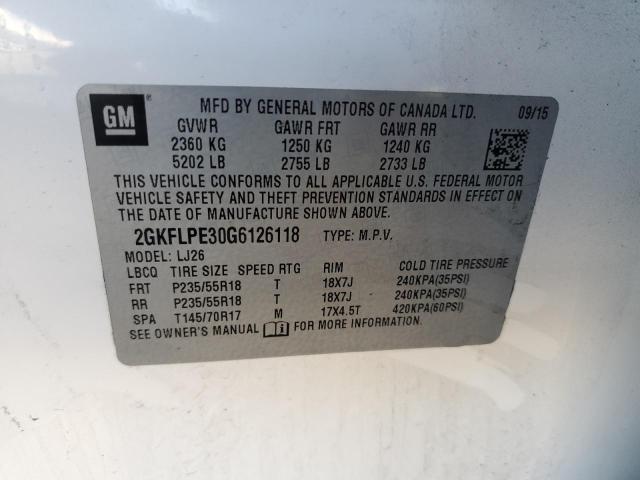 GM
MFD BY GENERAL MOTORS OF CANADA LTD. 09/15
GVWR GAWR FRT GAWR RR
2360 KG 1250 KG 1240 KG
5202 LB 2755 LB 2733 LB
THIS VEHICLE CONFORMS TO ALL APPLICABLE U.S. FEDERAL MOTOR
VEHICLE SAFETY AND THEFT PREVENTION STANDARDS IN EFFECT ON
THE DATE OF MANUFACTURE SHOWN ABOVE.
2GKFLPE30G6126118 TYPE: M.P.V.
MODEL: LJ26
LBCQ TIRE SIZE SPEED RTG RIM COLD TIRE PRESSURE
FRT P235/55R18 T 18X7J 240KPA(35PSI)
RR P235/55R18 T 18X7J 240KPA(35PSI)
SPA T145/70R17 M 17X4.5T 420KPA(60PSI)
SEE OWNER'S MANUAL FOR MORE INFORMATION.